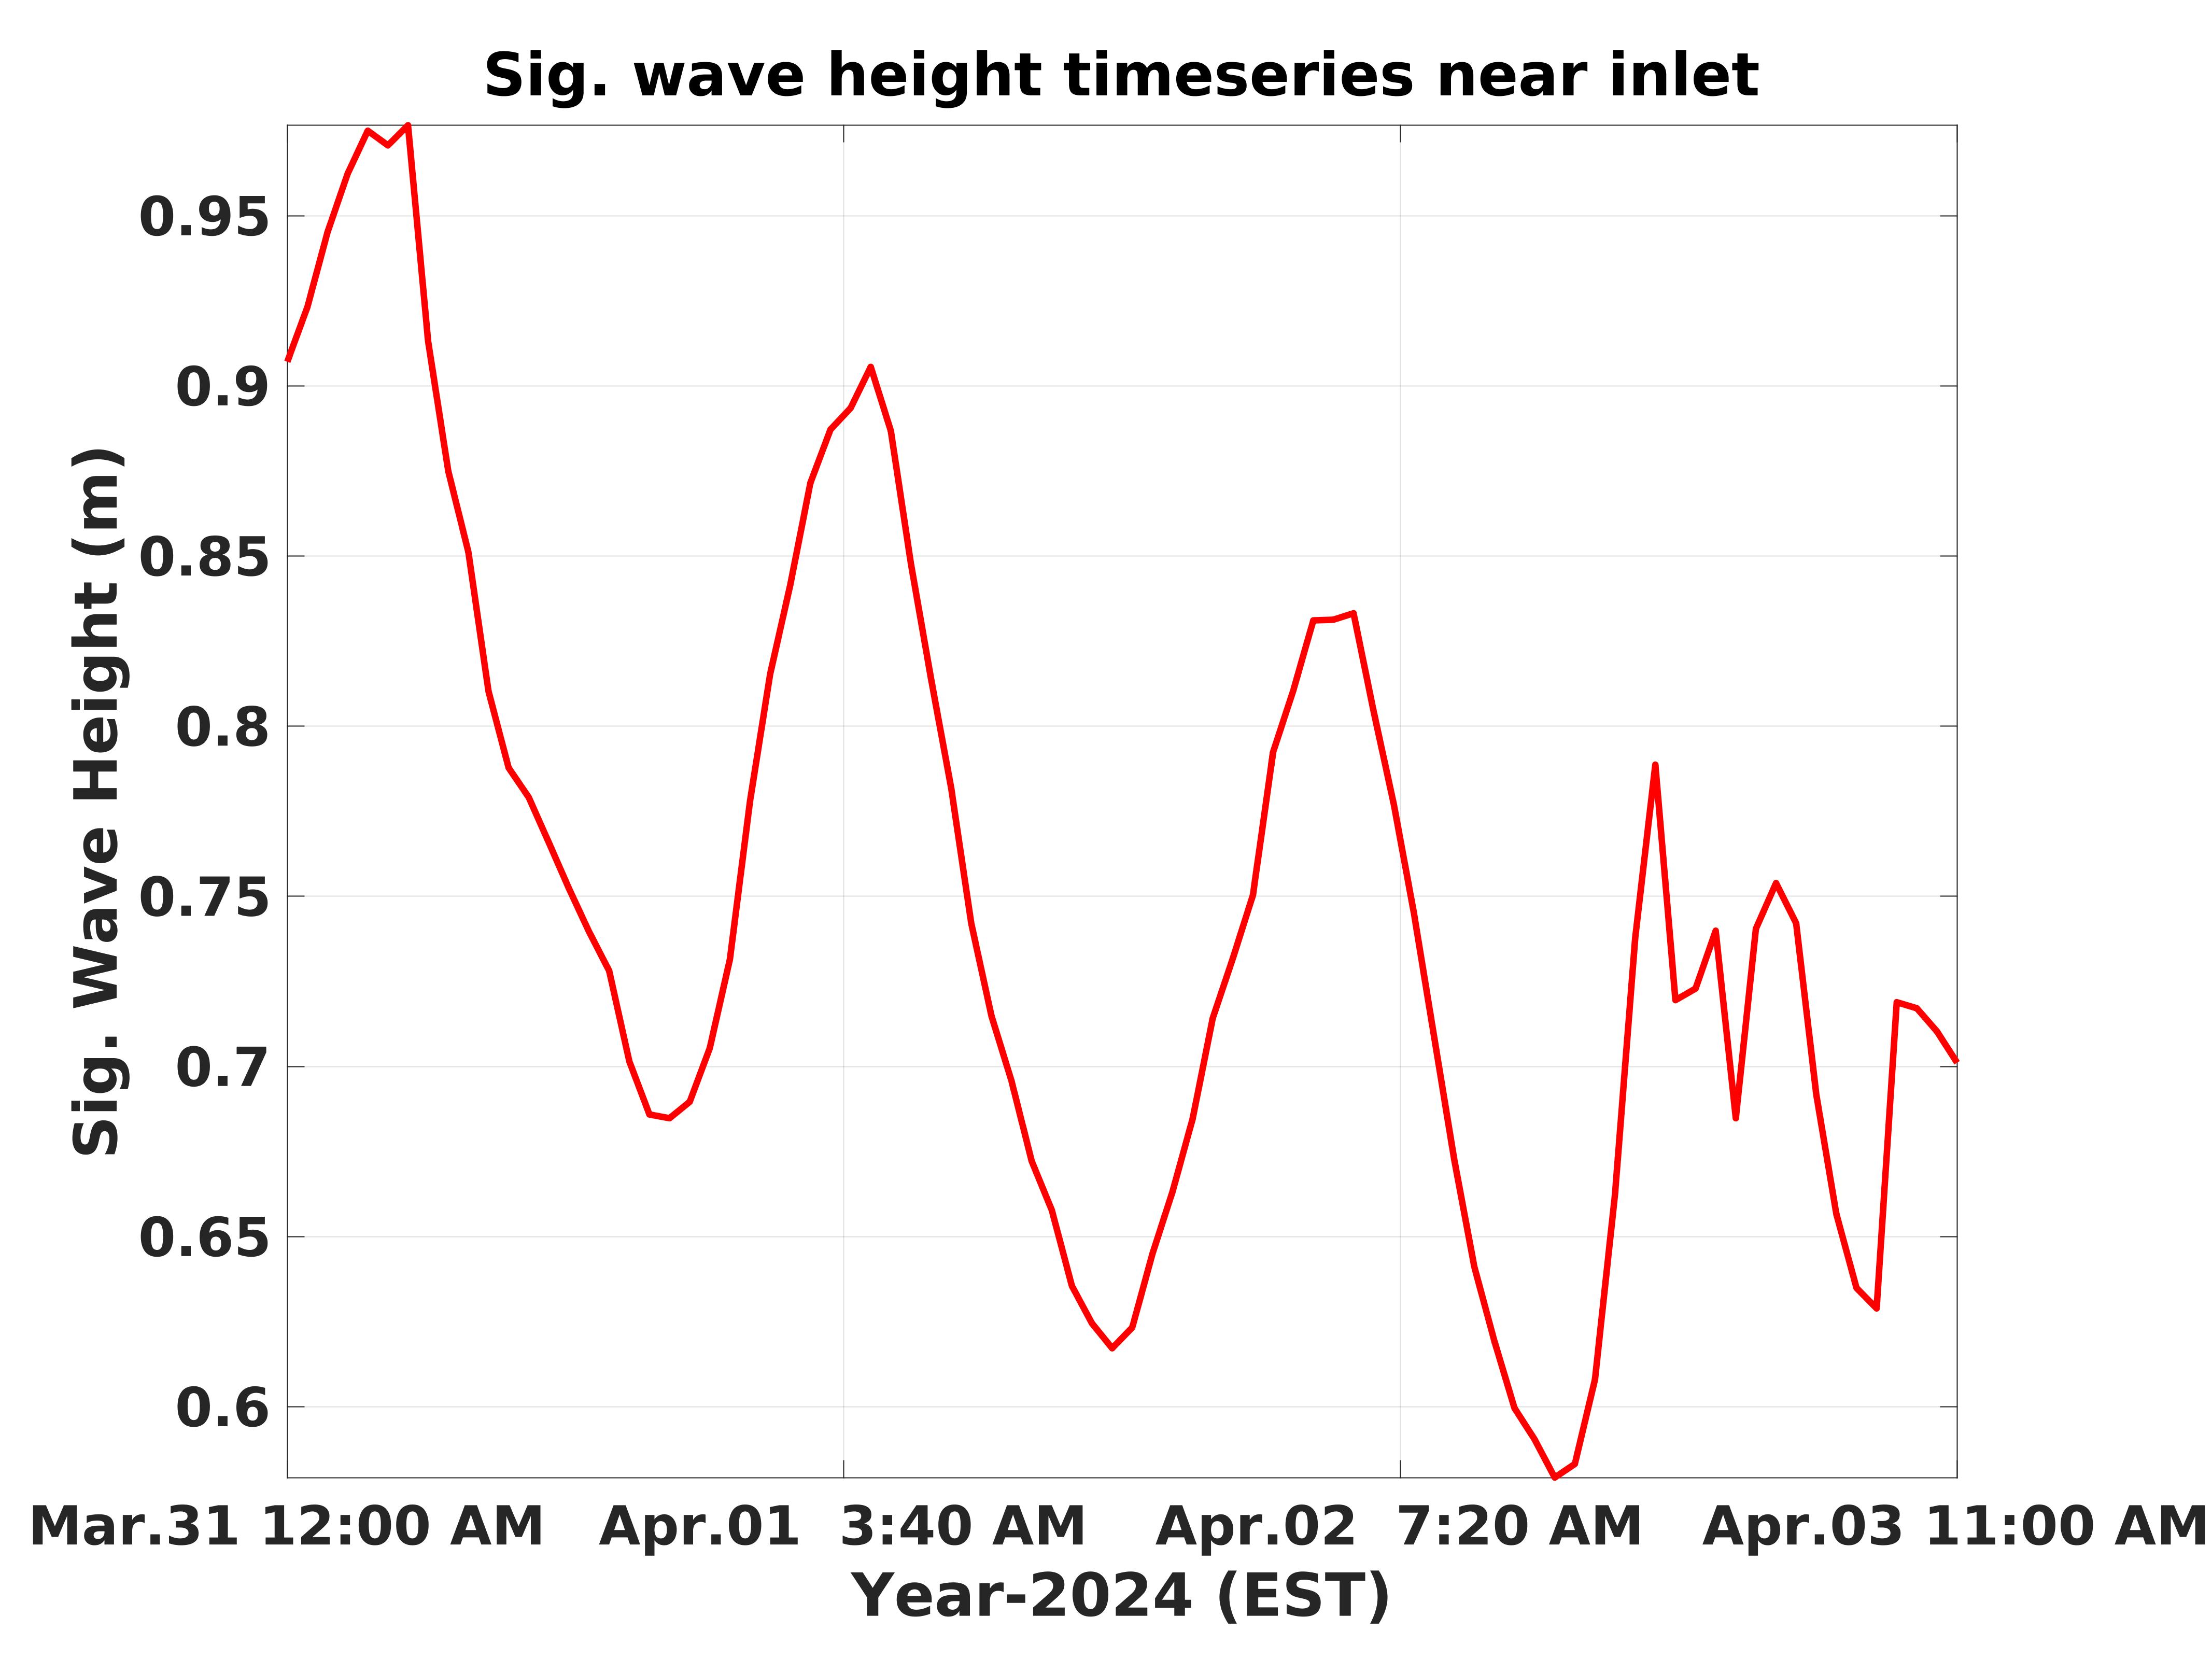 Sig. wave height timeseries near inlet
Sig. Wave Height (m)
0.95
0.9
0.85
0.8
0.75
0.7
0.65
0.6
Mar.31 12:00 AM Apr.01 3:40 AM Apr.02 7:20 AM Apr.03 11:00 AM
Year-2024 (EST)